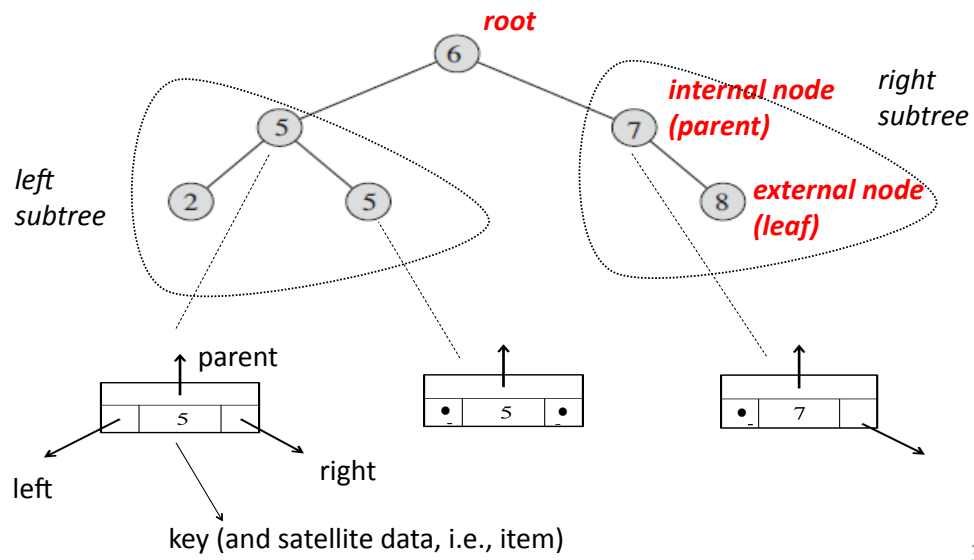 root
6
right
subtree
internal node
(parent)
5
7
left
subtree
2
5
8
external node
(leaf)
parent
5
5
7
left
right
key (and satellite data, i.e., item)